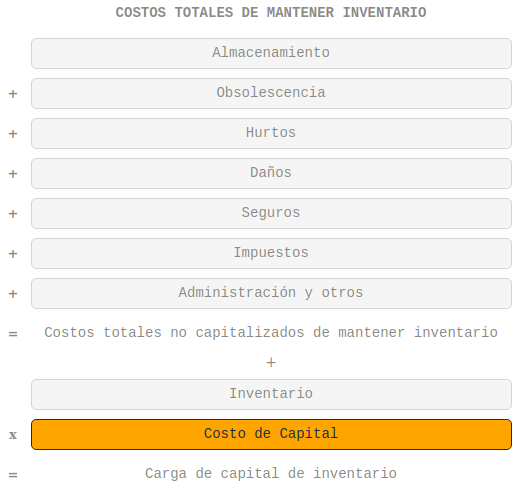 COSTOS TOTALES DE MANTENER INVENTARIO
Almacenamiento
+ Obsolescencia
+ Hurtos
+ Daños
+ Seguros
+ Impuestos
+ Administración y otros
= Costos totales no capitalizados de mantener inventario
+
Inventario
x Costo de Capital
= Carga de capital de inventario